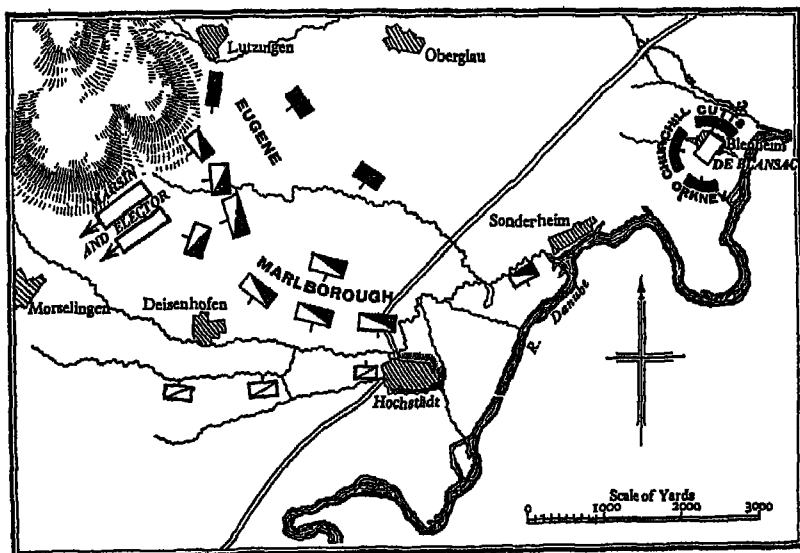 Lutzingen
Oberglau
EUGENE
CUTTS
CHURCHILL
Blenheim
DE BLANSAC
ORKNEY
MARSIN
AND ELECTOR
Sonderheim
MARLBOROUGH
Morselingen
Deisenhofen
R. Danube
Hochstädt
Scale of Yards
0 1000 2000 3000